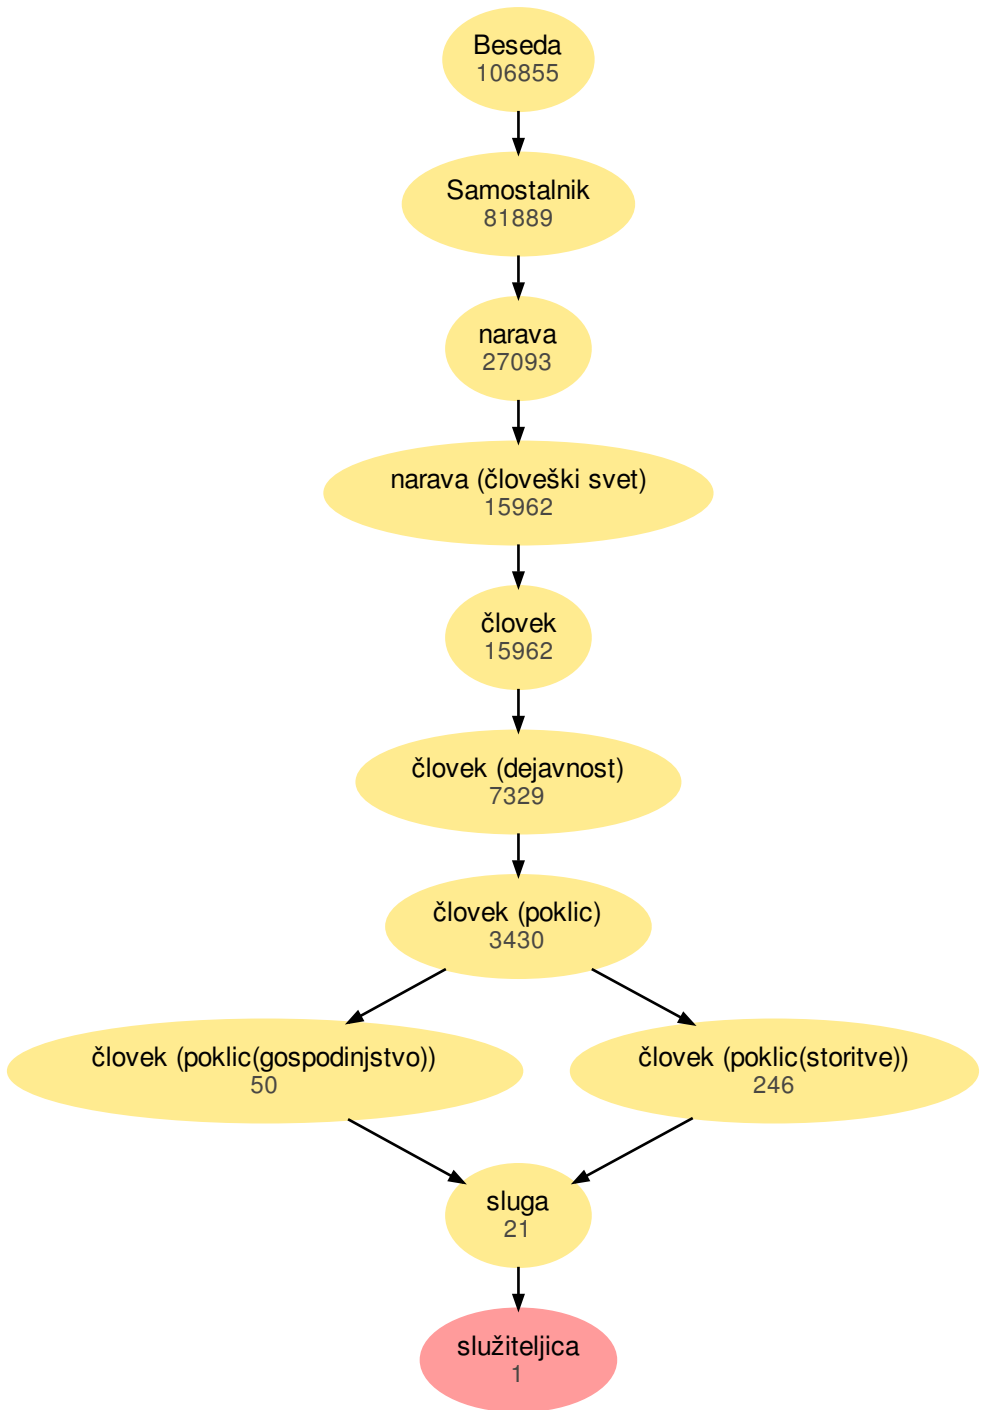 Beseda
106855
Samostalnik
81889
narava
27093
narava (človeški svet)
15962
človek
15962
človek (dejavnost)
7329
človek (poklic)
3430
človek (poklic(gospodinjstvo))
50
človek (poklic(storitve))
246
sluga
21
služiteljica
1